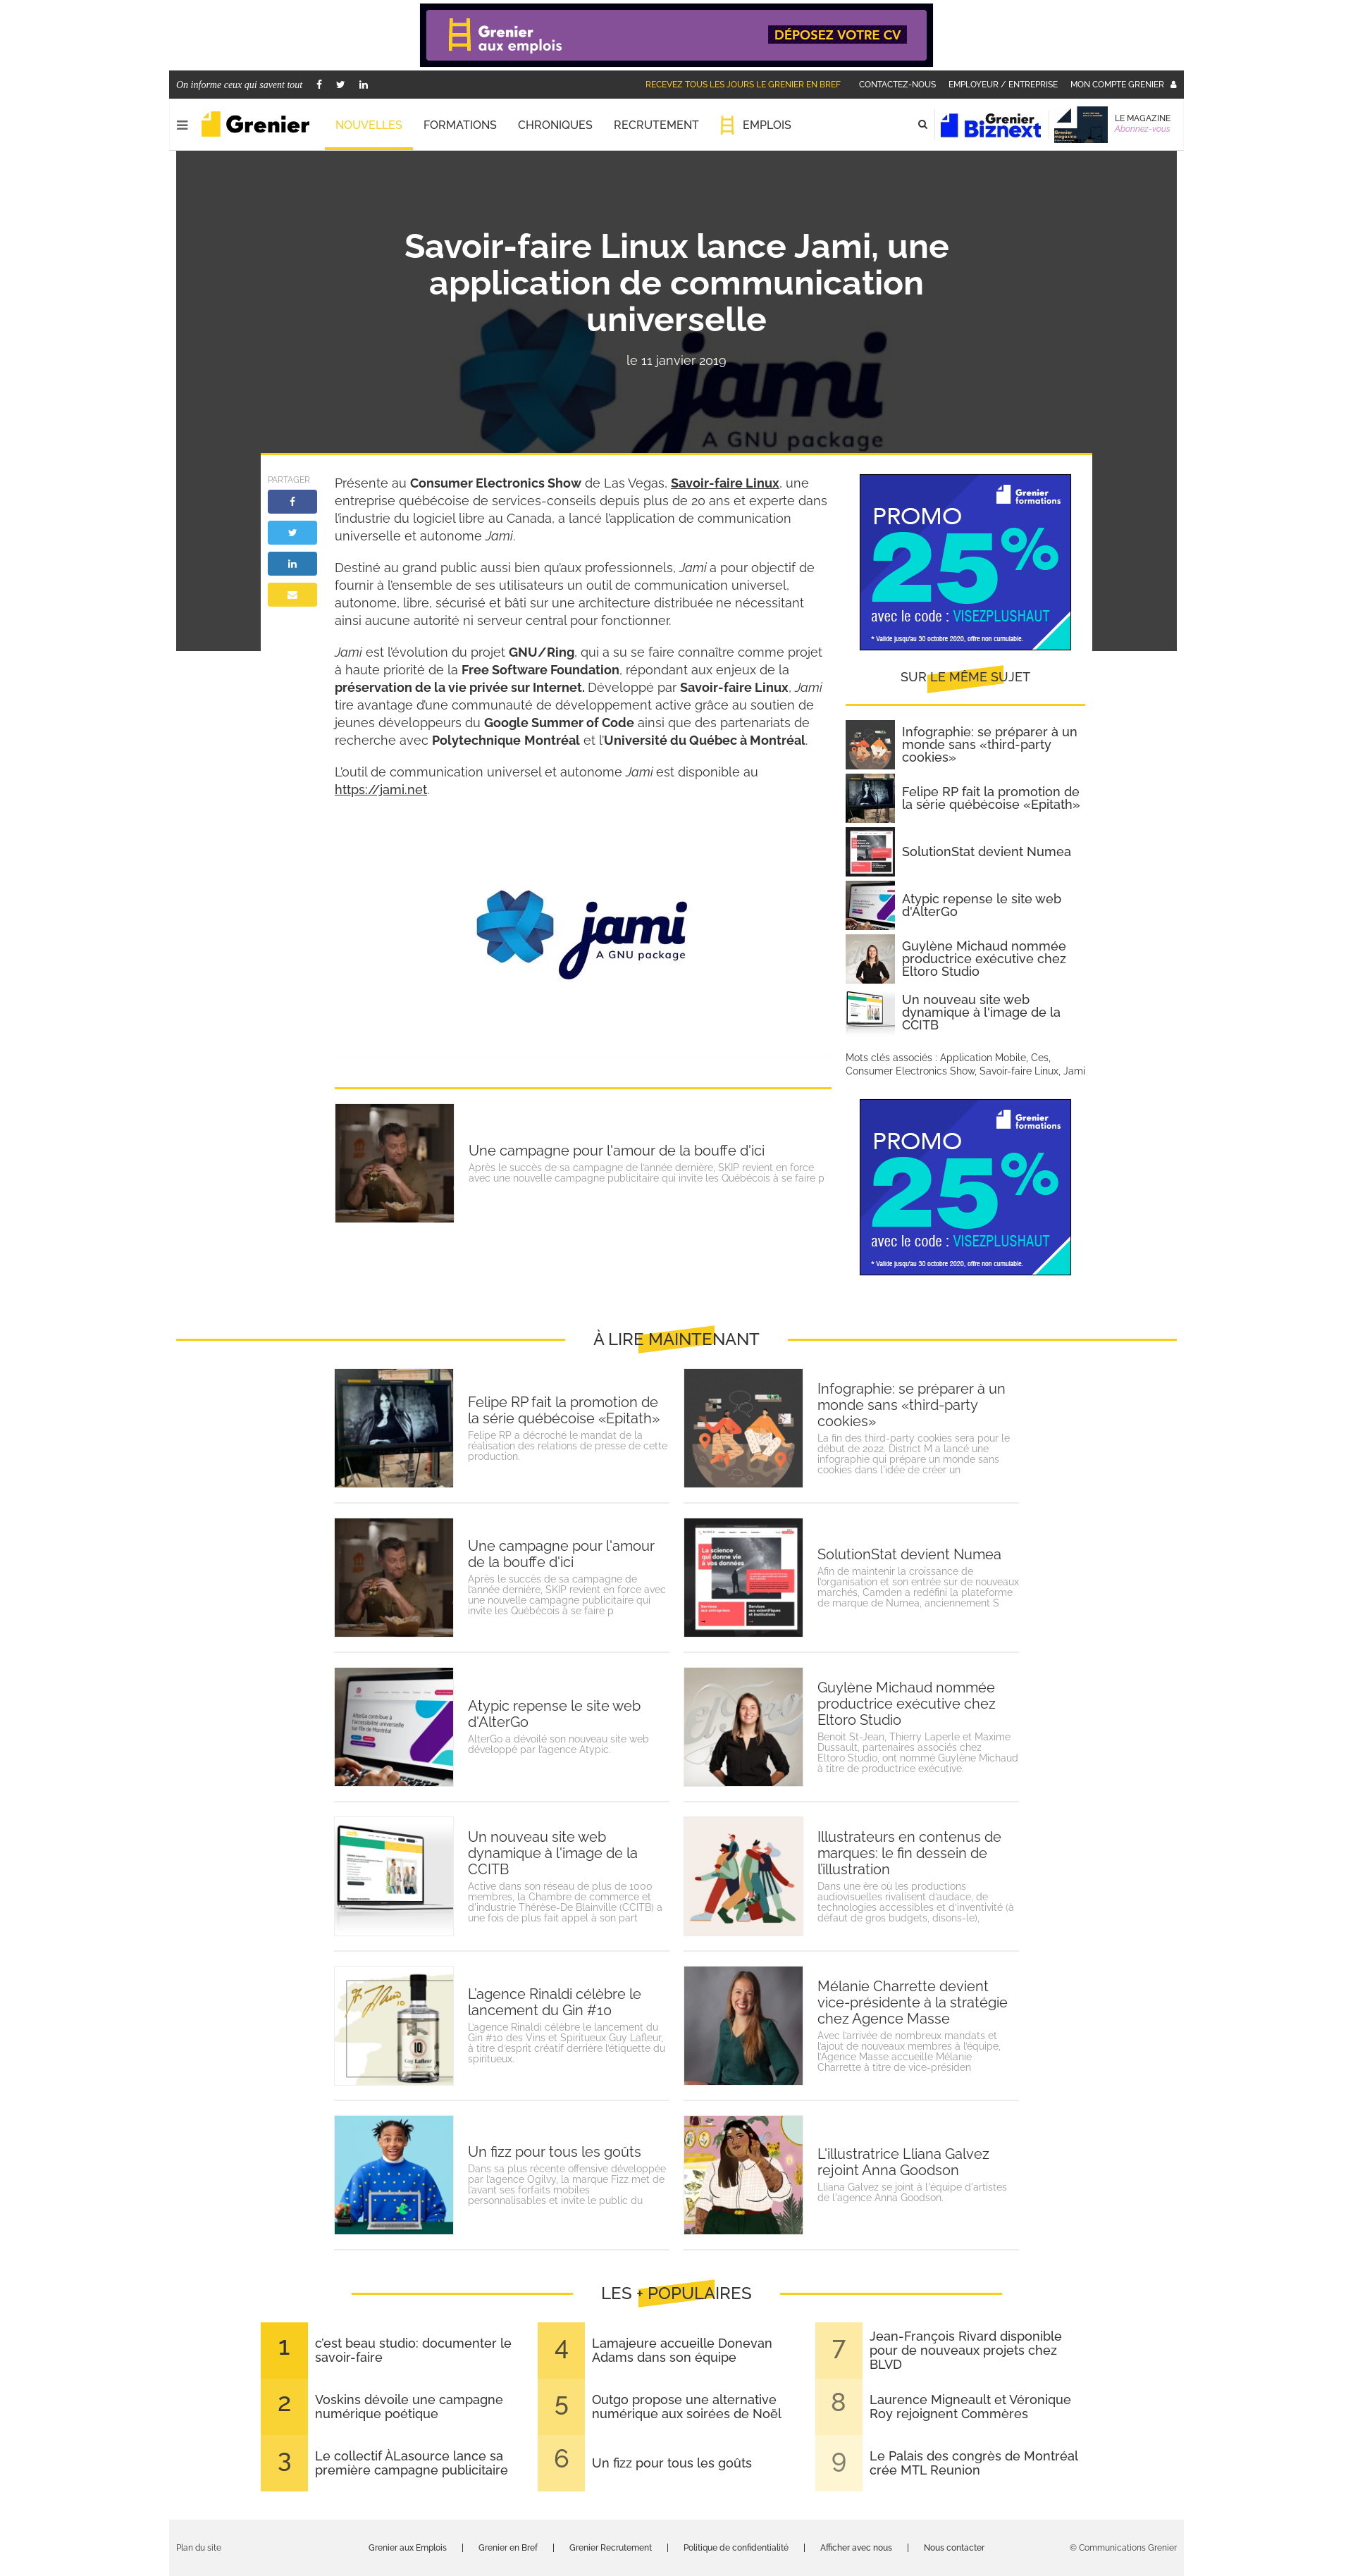 Grenier
aux emplois
DÉPOSEZ VOTRE CV
On informe ceux qui savent tout
RECEVEZ TOUS LES JOURS LE GRENIER EN BREF
CONTACTEZ-NOUS
EMPLOYEUR / ENTREPRISE
MON COMPTE GRENIER
Grenier
NOUVELLES
FORMATIONS
CHRONIQUES
RECRUTEMENT
EMPLOIS
Grenier
Biznext
LE MAGAZINE
Abonnez-vous
Savoir-faire Linux lance Jami, une
application de communication
universelle
le 11 janvier 2019
jami
A GNU package
PARTAGER
Présente au Consumer Electronics Show de Las Vegas, Savoir-faire Linux, une
entreprise québécoise de services-conseils depuis plus de 20 ans et experte dans
l'industrie du logiciel libre au Canada, a lancé l'application de communication
universelle et autonome Jami.
Destiné au grand public aussi bien qu'aux professionnels, Jami a pour objectif de
fournir à l'ensemble de ses utilisateurs un outil de communication universel,
autonome, libre, sécurisé et bâti sur une architecture distribuée ne nécessitant
ainsi aucune autorité ni serveur central pour fonctionner.
Jami est l'évolution du projet GNU/Ring, qui a su se faire connaître comme projet
à haute priorité de la Free Software Foundation, répondant aux enjeux de la
préservation de la vie privée sur Internet. Développé par Savoir-faire Linux, Jami
tire avantage d'une communauté de développement active grâce au soutien de
jeunes développeurs du Google Summer of Code ainsi que des partenariats de
recherche avec Polytechnique Montréal et l'Université du Québec à Montréal.
L'outil de communication universel et autonome Jami est disponible au
https://jami.net.
jami
A GNU package
Grenier
formations
PROMO
25%
avec le code : VISEZPLUSHAUT
* Valide jusqu'au 30 octobre 2020, offre non cumulable.
SUR LE MÊME SUJET
Infographie: se préparer à un
monde sans «third-party
cookies»
Felipe RP fait la promotion de
la série québécoise «Epitath»
SolutionStat devient Numea
Atypic repense le site web
d'AlterGo
Guylène Michaud nommée
productrice exécutive chez
Eltoro Studio
Un nouveau site web
dynamique à l'image de la
CCITB
Mots clés associés : Application Mobile, Ces,
Consumer Electronics Show, Savoir-faire Linux, Jami
Une campagne pour l'amour de la bouffe d'ici
Après le succès de sa campagne de l'année dernière, SKIP revient en force
avec une nouvelle campagne publicitaire qui invite les Québécois à se faire p
Grenier
formations
PROMO
25%
avec le code : VISEZPLUSHAUT
* Valide jusqu'au 30 octobre 2020, offre non cumulable.
À LIRE MAINTENANT
Felipe RP fait la promotion de
la série québécoise «Epitath»
Felipe RP a décroché le mandat de la
réalisation des relations de presse de cette
production.
Infographie: se préparer à un
monde sans «third-party
cookies»
La fin des third-party cookies sera pour le
début de 2022. District M a lancé une
infographie qui prépare un monde sans
cookies dans l'idée de créer un
Une campagne pour l'amour
de la bouffe d'ici
Après le succès de sa campagne de
l'année dernière, SKIP revient en force avec
une nouvelle campagne publicitaire qui
invite les Québécois à se faire p
La science
qui donne vie
à vos données
SolutionStat devient Numea
Afin de maintenir la croissance de
l'organisation et son entrée sur de nouveaux
marchés, Camden a redéfini la plateforme
de marque de Numea, anciennement S
Atypic repense le site web
d'AlterGo
AlterGo a dévoilé son nouveau site web
développé par l'agence Atypic.
Guylène Michaud nommée
productrice exécutive chez
Eltoro Studio
Benoit St-Jean, Thierry Laperle et Maxime
Dussault, partenaires associés chez
Eltoro Studio, ont nommé Guylène Michaud
à titre de productrice exécutive.
Un nouveau site web
dynamique à l'image de la
CCITB
Active dans son réseau de plus de 1000
membres, la Chambre de commerce et
d'industrie Thérèse-De Blainville (CCITB) a
une fois de plus fait appel à son part
Illustrateurs en contenus de
marques: le fin dessein de
l'illustration
Dans une ère où les productions
audiovisuelles rivalisent d'audace, de
technologies accessibles et d'inventivité (à
défaut de gros budgets, disons-le),
L'agence Rinaldi célèbre le
lancement du Gin #10
L'agence Rinaldi célèbre le lancement du
Gin #10 des Vins et Spiritueux Guy Lafleur,
à titre d'esprit créatif derrière l'étiquette du
spiritueux.
Mélanie Charrette devient
vice-présidente à la stratégie
chez Agence Masse
Avec l'arrivée de nombreux mandats et
l'ajout de nouveaux membres à l'équipe,
l'Agence Masse accueille Mélanie
Charrette à titre de vice-présiden
Un fizz pour tous les goûts
Dans sa plus récente offensive développée
par l'agence Ogilvy, la marque Fizz met de
l'avant ses forfaits mobiles
personnalisables et invite le public du
L'illustratrice Lliana Galvez
rejoint Anna Goodson
Lliana Galvez se joint à l'équipe d'artistes
de l'agence Anna Goodson.
LES + POPULAIRES
1
c'est beau studio: documenter le
savoir-faire
2
Voskins dévoile une campagne
numérique poétique
3
Le collectif ÀLasource lance sa
première campagne publicitaire
4
Lamajeure accueille Donevan
Adams dans son équipe
5
Outgo propose une alternative
numérique aux soirées de Noël
6
Un fizz pour tous les goûts
7
Jean-François Rivard disponible
pour de nouveaux projets chez
BLVD
8
Laurence Migneault et Véronique
Roy rejoignent Commères
9
Le Palais des congrès de Montréal
crée MTL Reunion
Plan du site
Grenier aux Emplois | Grenier en Bref | Grenier Recrutement | Politique de confidentialité | Afficher avec nous | Nous contacter
© Communications Grenier